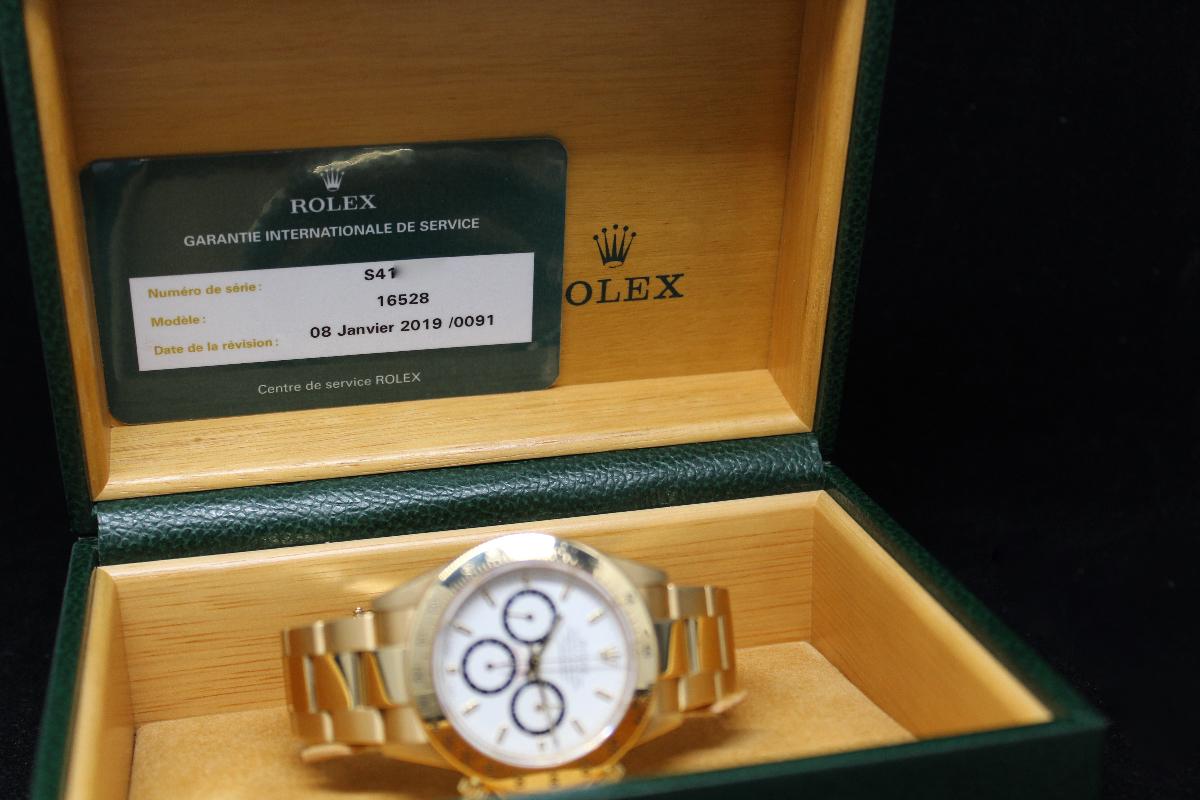 ROLEX
GARANTIE INTERNATIONALE DE SERVICE
Numéro de série: S41
Modèle: 16528
Date de la révision: 08 Janvier 2019 /0091
Centre de service ROLEX
OLEX